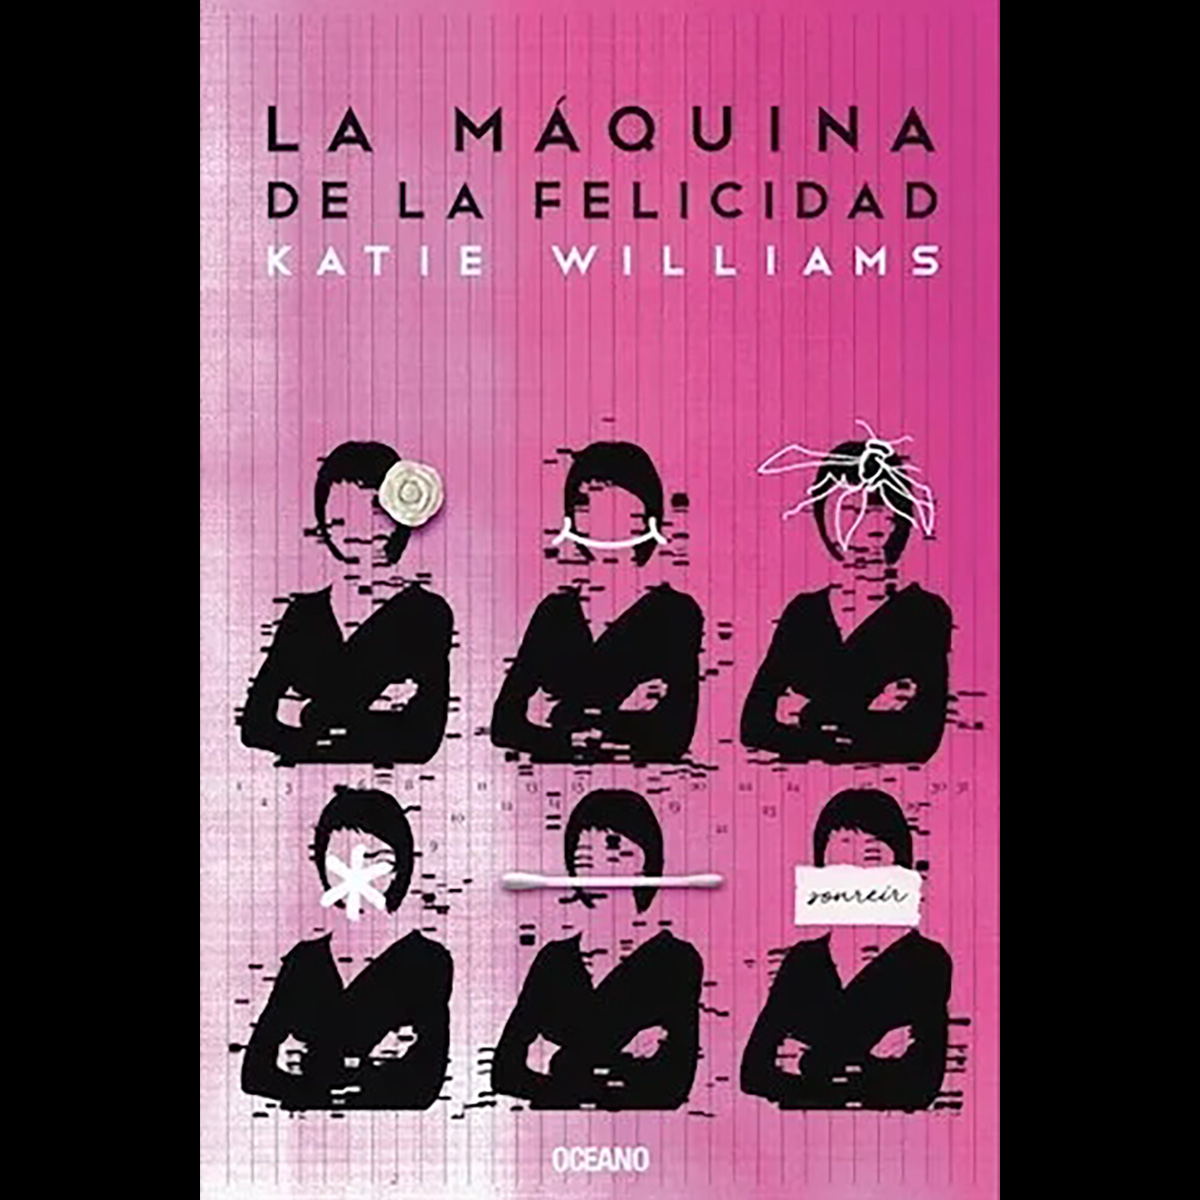 LA MÁQUINA
DE LA FELICIDAD
KATIE WILLIAMS
sonreír
OCEANO